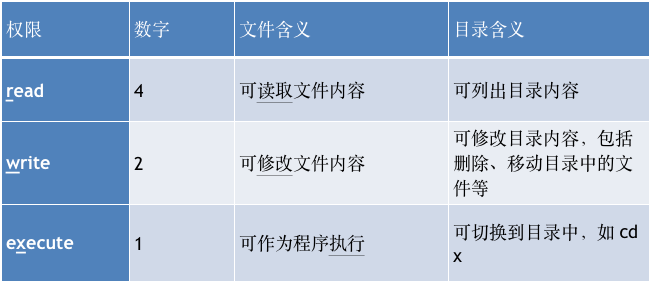 权限 数字 文件含义 目录含义
read 4 可读取文件内容 可列出目录内容
write 2 可修改文件内容 可修改目录内容，包括
删除、移动目录中的文
件等
execute 1 可作为程序执行 可切换到目录中，如 cd
x